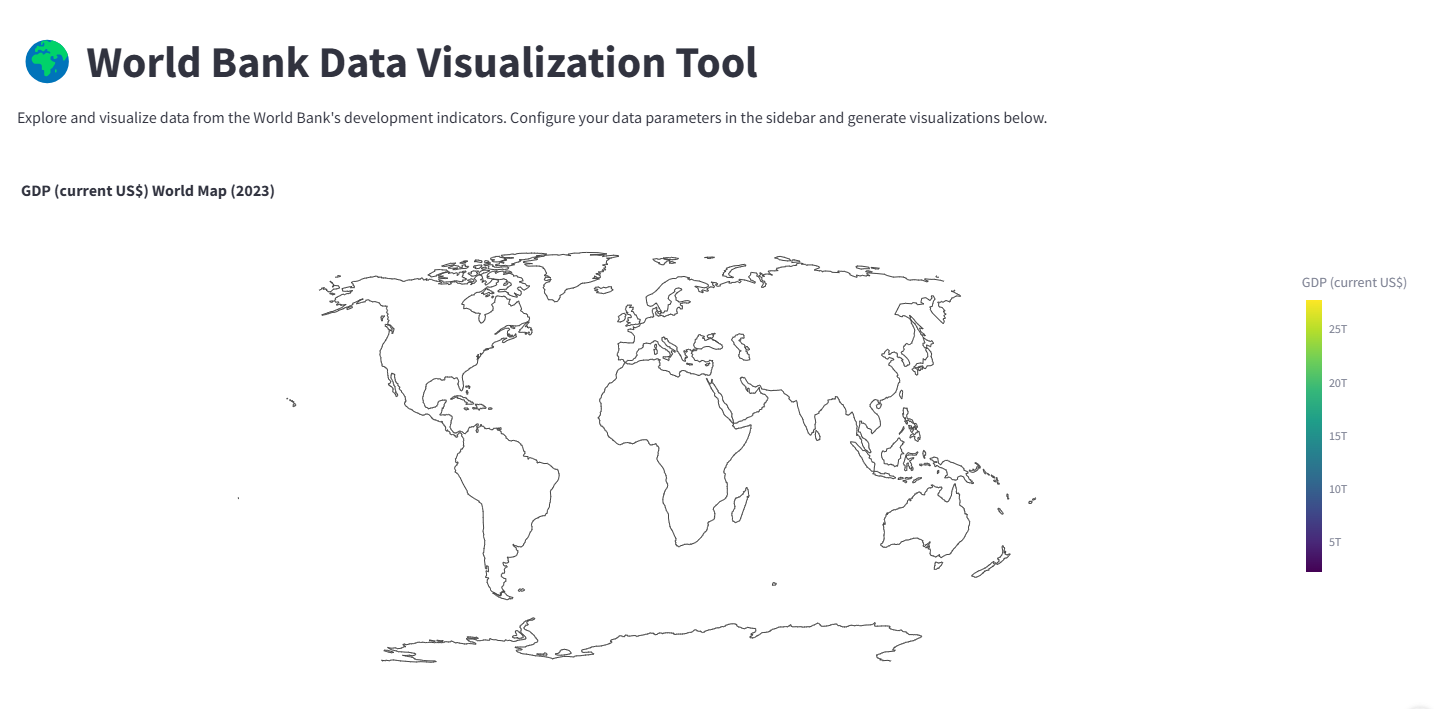 World Bank Data Visualization Tool
Explore and visualize data from the World Bank's development indicators. Configure your data parameters in the sidebar and generate visualizations below.
GDP (current US$) World Map (2023)
GDP (current US$)
25T
20T
15T
10T
5T